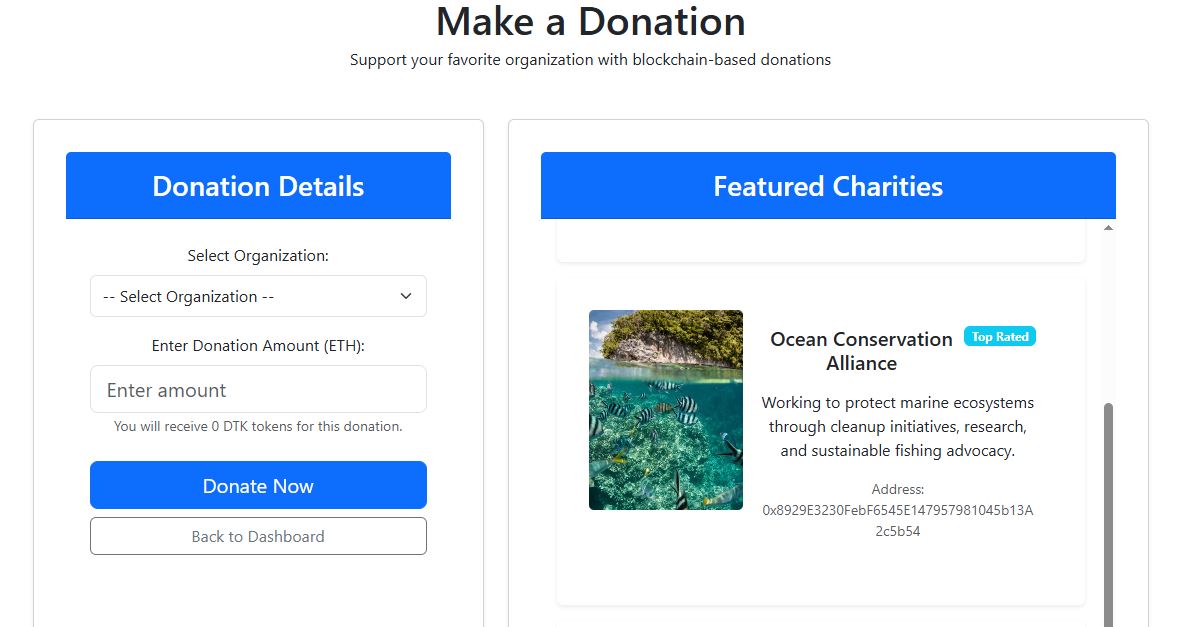 Make a Donation
Support your favorite organization with blockchain-based donations
Donation Details
Select Organization:
-- Select Organization --
Enter Donation Amount (ETH):
Enter amount
You will receive 0 DTK tokens for this donation.
Donate Now
Back to Dashboard
Featured Charities
Ocean Conservation
Alliance
Top Rated
Working to protect marine ecosystems
through cleanup initiatives, research,
and sustainable fishing advocacy.
Address:
0x8929E3230FebF6545E147957981045b13A
2c5b54